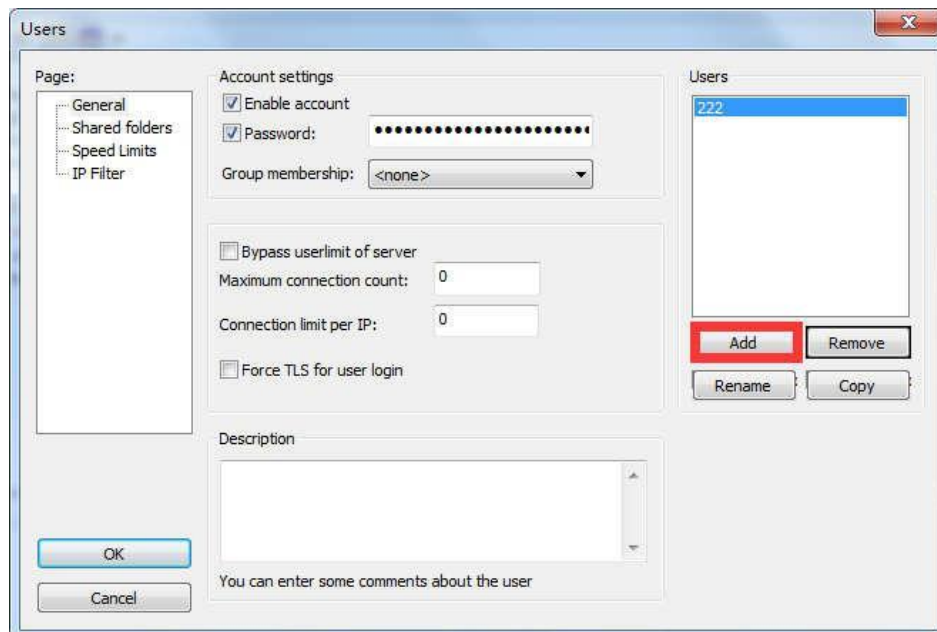 Users
Page:
General
Shared folders
Speed Limits
IP Filter
OK
Cancel
Account settings
Enable account
Password:
Group membership: <none>
Bypass userlimit of server
Maximum connection count: 0
Connection limit per IP: 0
Force TLS for user login
Description
You can enter some comments about the user
Users
222
Add Remove
Rename Copy